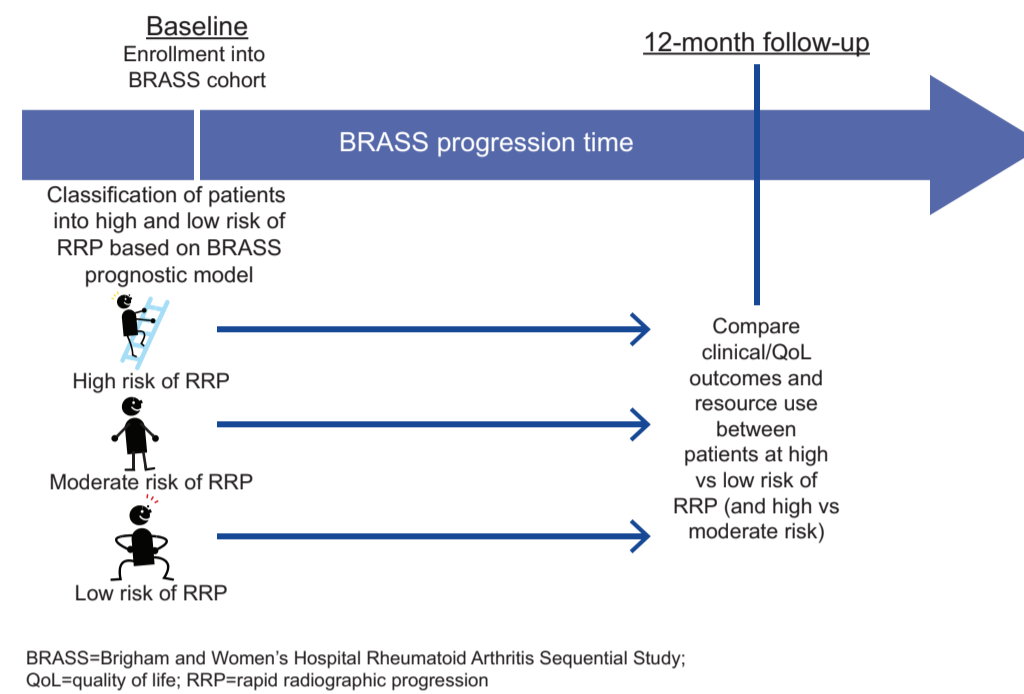 Baseline
Enrollment into
BRASS cohort
12-month follow-up
BRASS progression time
Classification of patients
into high and low risk of
RRP based on BRASS
prognostic model
High risk of RRP
Moderate risk of RRP
Low risk of RRP
Compare
clinical/QoL
outcomes and
resource use
between
patients at high
vs low risk of
RRP (and high vs
moderate risk)
BRASS=Brigham and Women’s Hospital Rheumatoid Arthritis Sequential Study;
QoL=quality of life; RRP=rapid radiographic progression